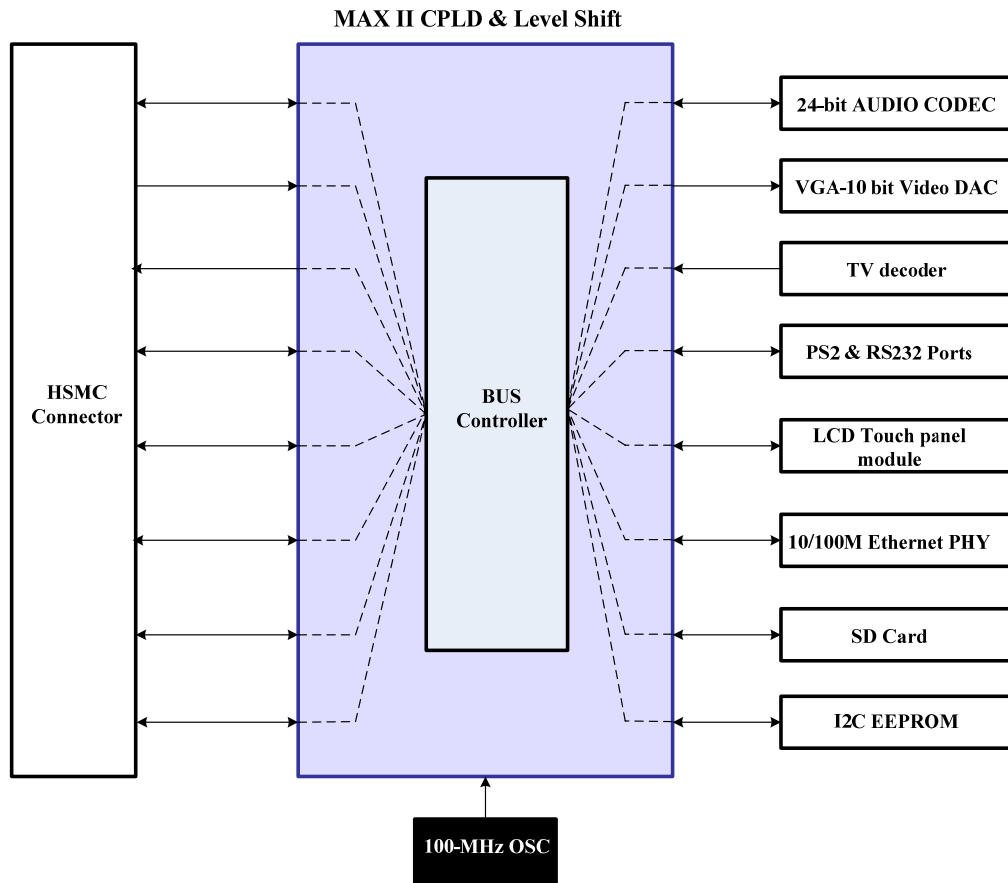 MAX II CPLD & Level Shift
HSMC
Connector
BUS
Controller
24-bit AUDIO CODEC
VGA-10 bit Video DAC
TV decoder
PS2 & RS232 Ports
LCD Touch panel
module
10/100M Ethernet PHY
SD Card
I2C EEPROM
100-MHz OSC